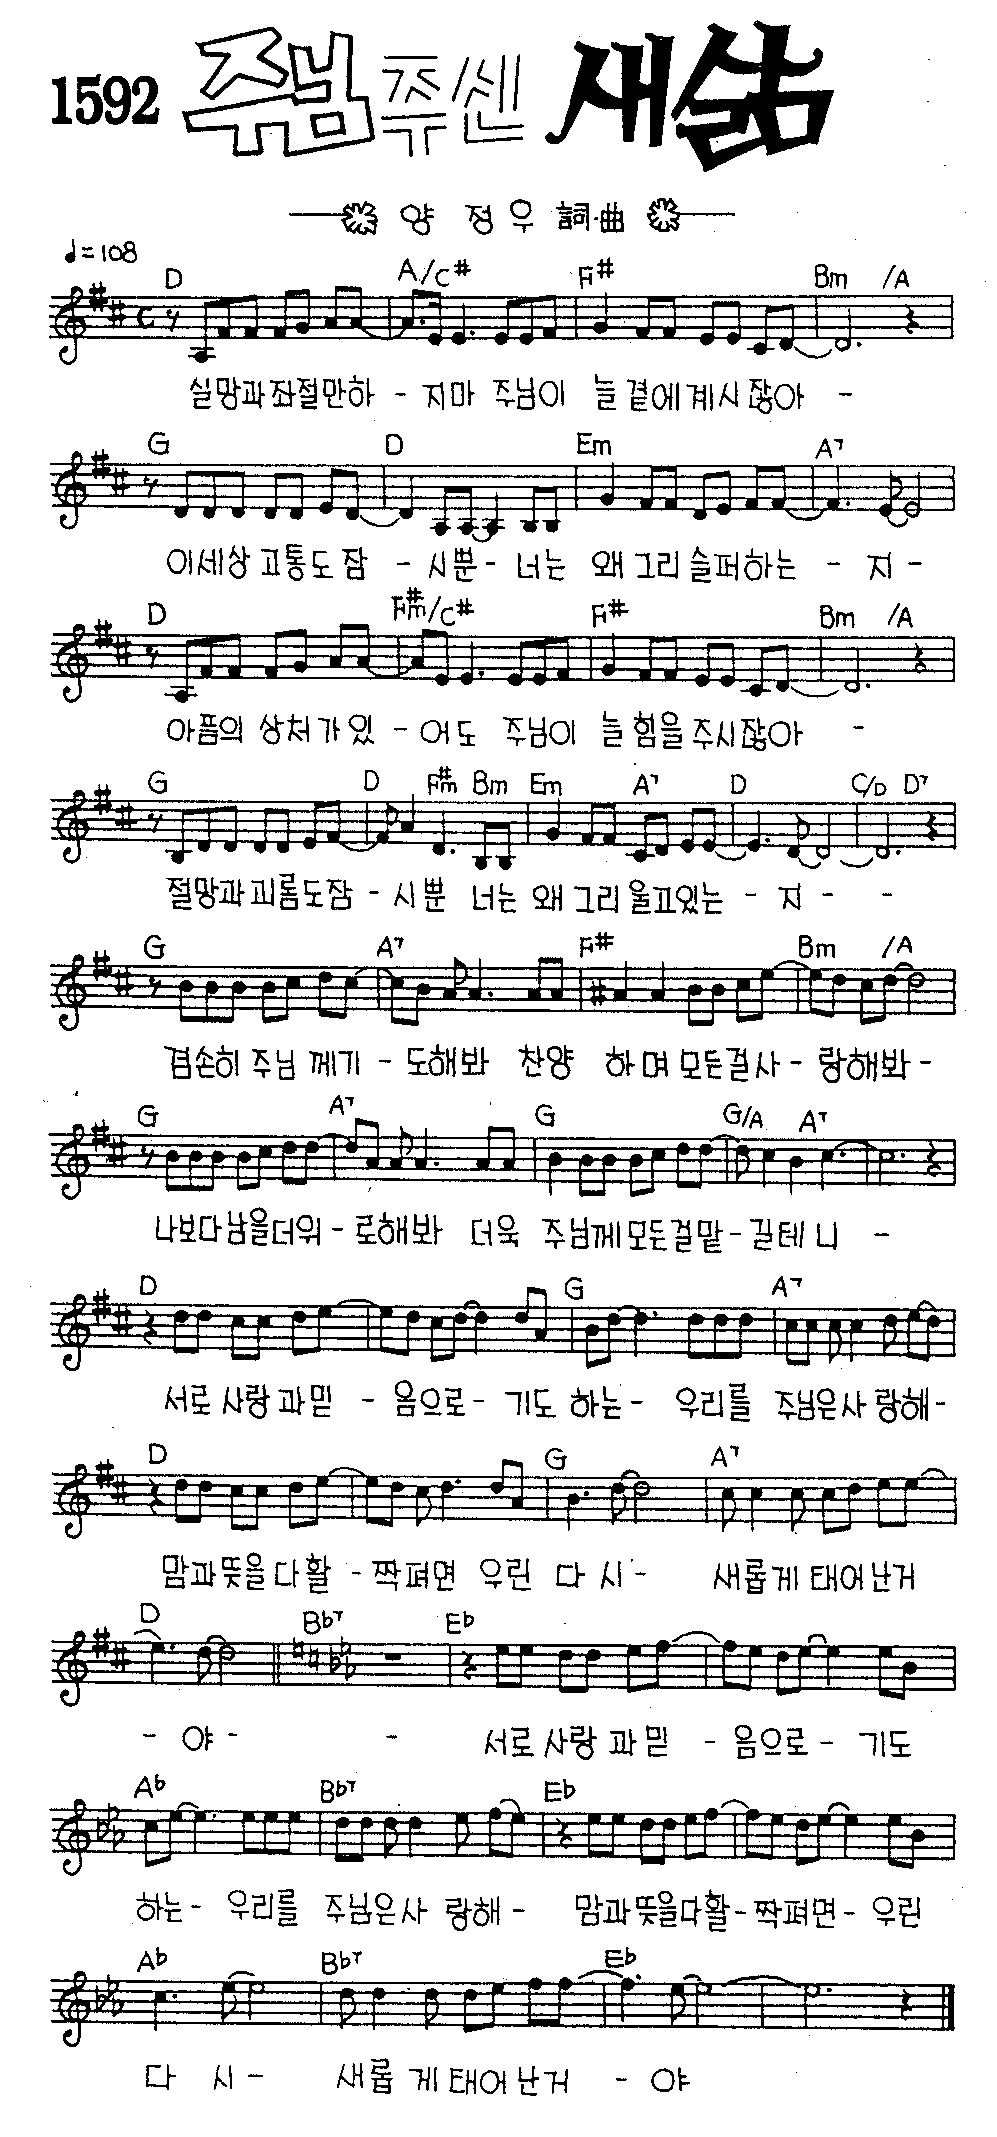 1592 주님 주신 새삶
양 정 우 詞·曲
♩=108
D A/C# F# Bm /A
실망과좌절만하 - 지마 주님이 늘 곁에계시잖아 -
G D Em A7
이세상 고통도 잠 - 시뿐 - 너는 왜 그리 슬퍼하는 - 지 -
D F#m/C# F# Bm /A
아픔의 상처가 있 - 어도 주님이 늘 힘을 주시잖아 -
G D F#m Bm Em A7 D C/D D7
절망과괴롬도잠 - 시뿐 너는 왜 그리 울고있는 - 지 - -
G A7 F# Bm /A
겸손히 주님 께기 - 도해봐 찬양 하며 모든걸사 - 랑해봐 -
G A7 G G/A A7
나보다남을더위 - 로해봐 더욱 주님께모든걸맡 - 길테니 -
D G A7
서로 사랑과믿 - 음으로 - 기도 하는 - 우리를 주님은사 랑해 -
D G A7
맘과뜻을다활 - 짝펴면 우린 다 시 - 새롭게 태어난거
D Bb7 Eb
- 야 - - 서로 사랑과믿 - 음으로 - 기도
Ab Bb7 Eb
하는 - 우리를 주님은사 랑해 - 맘과뜻을다활 - 짝펴면 - 우린
Ab Bb7 Eb
다 시 - 새롭 게태어난거 - 야